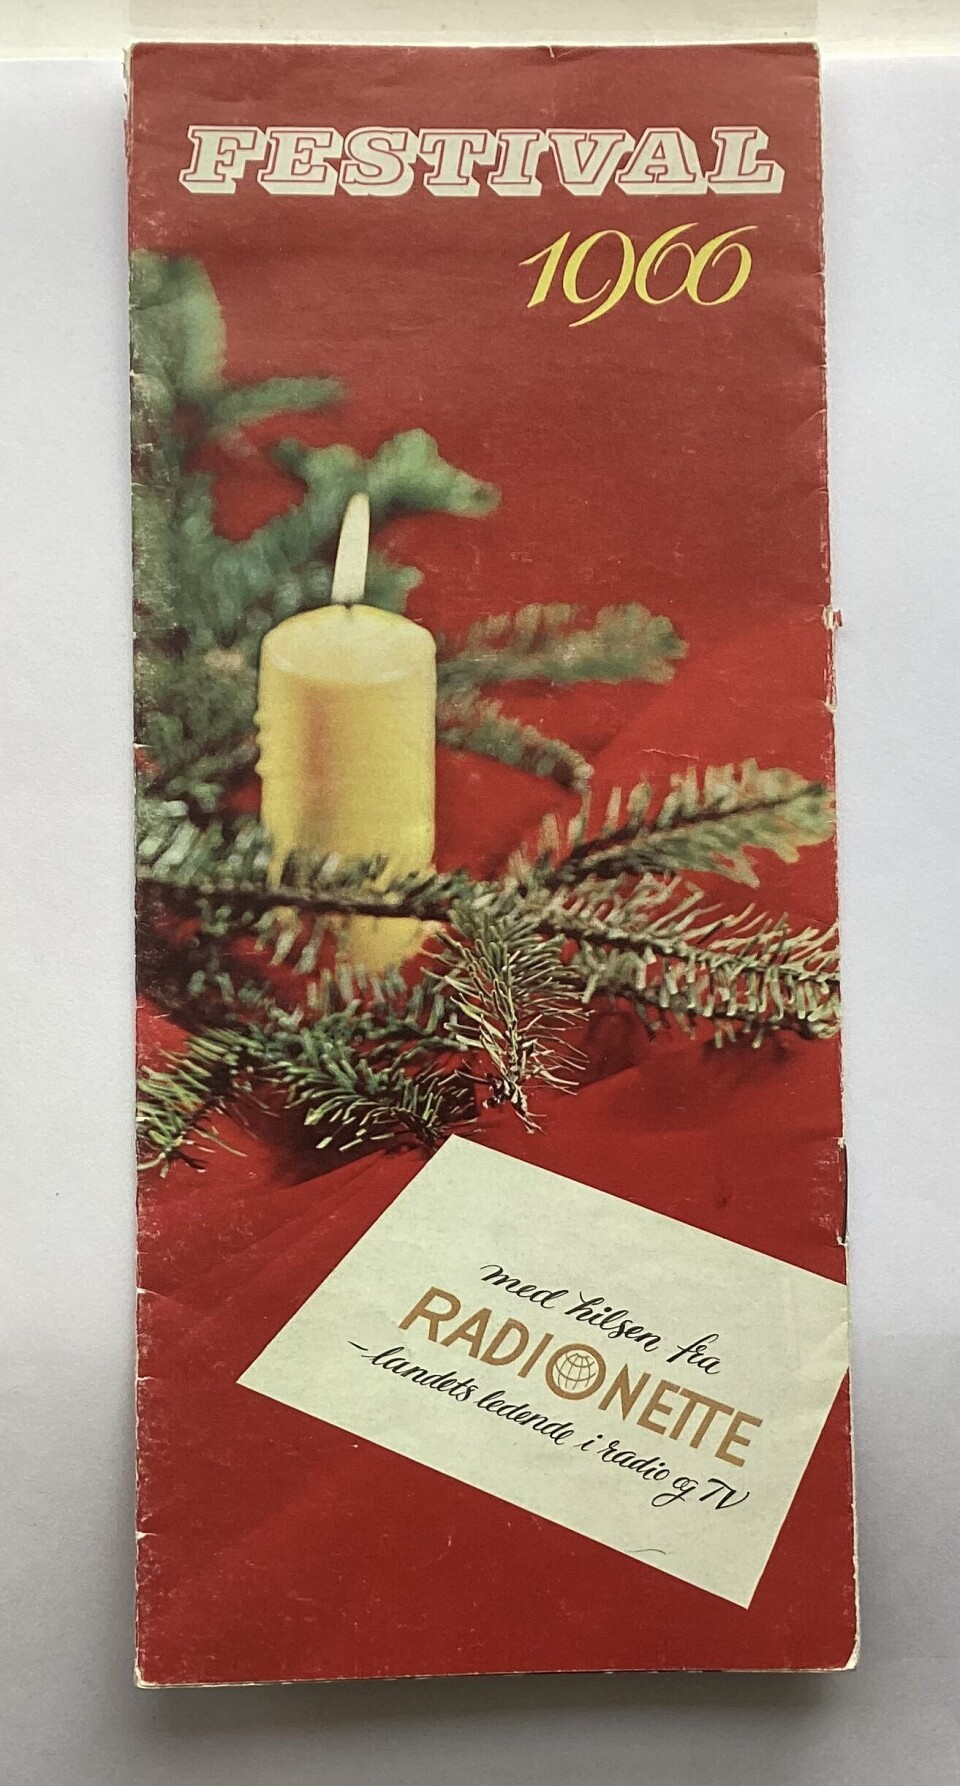 FESTIVAL
1966
med hilsen fra
RADIONETTE
– landets ledende i radio og TV